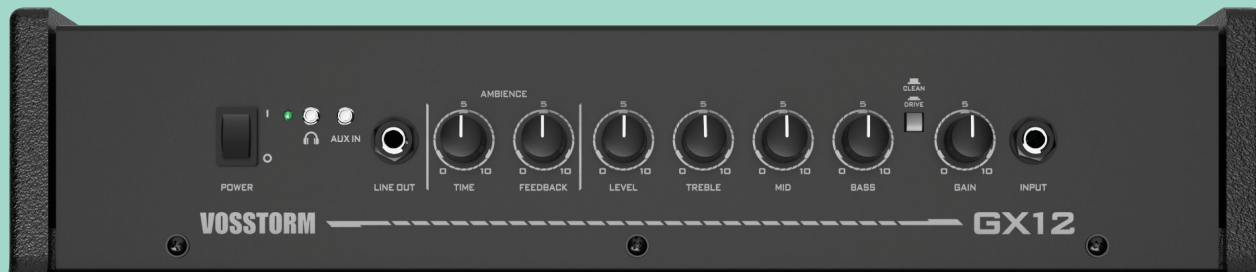 AMBIENCE
5 5 5 5 5 5 5
CLEAN
DRIVE
I
O
AUX IN
0 10 0 10 0 10 0 10 0 10 0 10 0 10
POWER LINE OUT TIME FEEDBACK LEVEL TREBLE MID BASS GAIN INPUT
VOSSTORM GX12